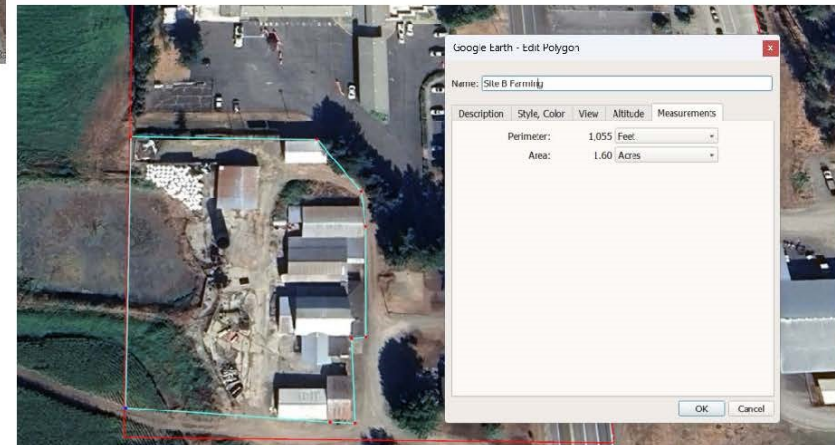 Google Earth - Edit Polygon
Name: Site B Farming
Description Style, Color View Altitude Measurements
Perimeter: 1,055 Feet
Area: 1.60 Acres
OK Cancel